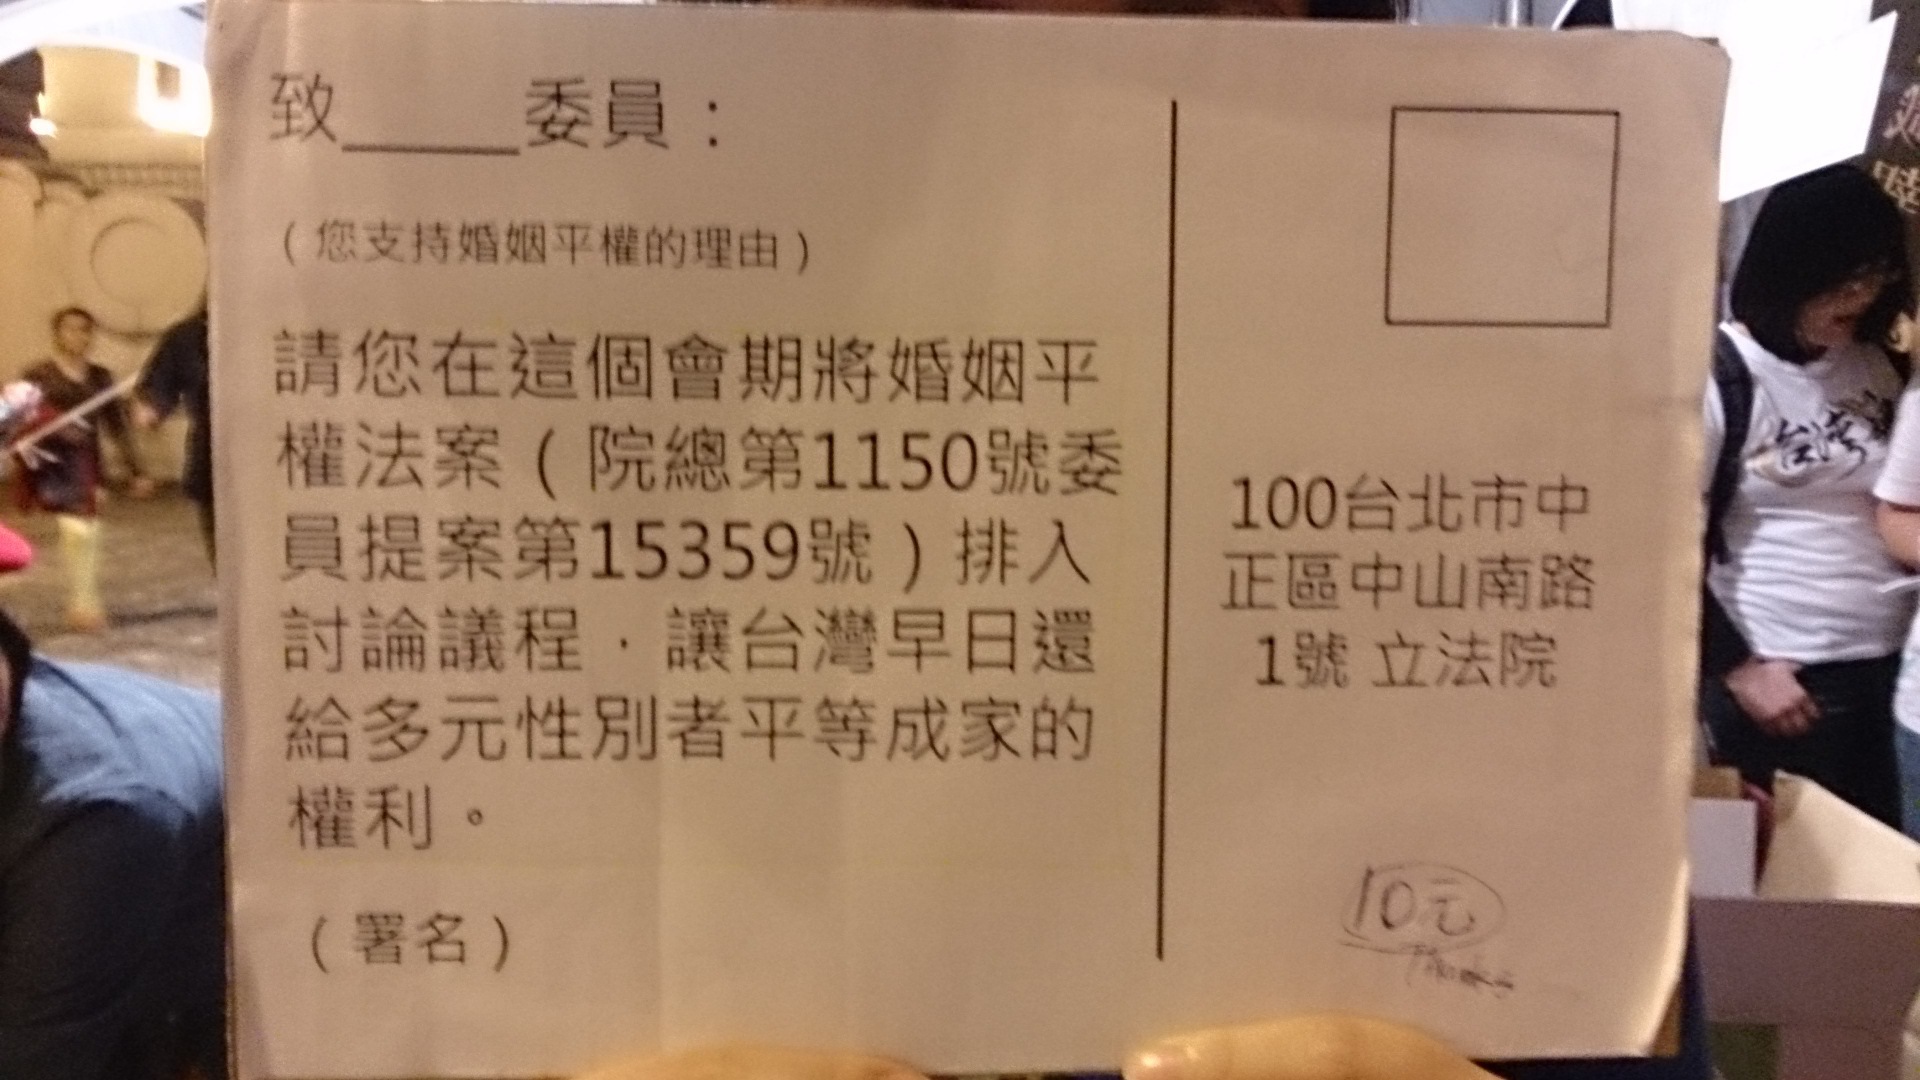 致_____委員：
（您支持婚姻平權的理由）
請您在這個會期將婚姻平
權法案（院總第1150號委
員提案第15359號）排入
討論議程，讓台灣早日還
給多元性別者平等成家的
權利。
（署名）
100台北市中
正區中山南路
1號 立法院
10元
Thanks
台灣